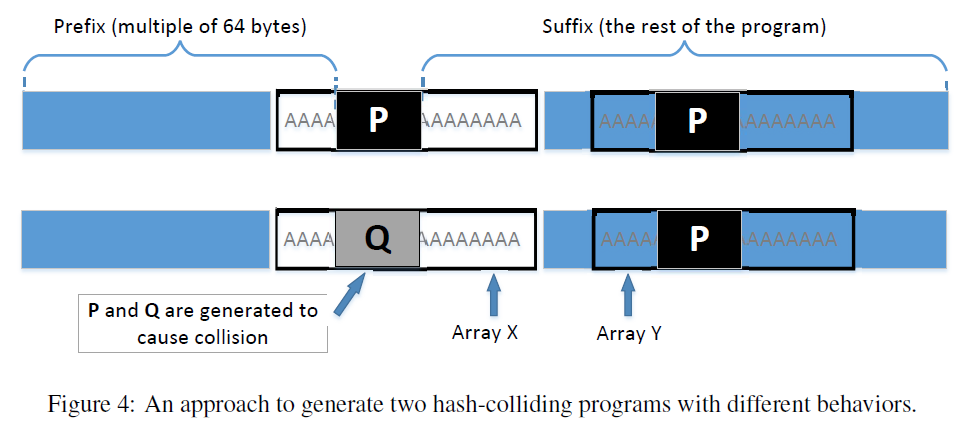 Prefix (multiple of 64 bytes)
Suffix (the rest of the program)
AAAA P AAAAAAAA
AAAA P AAAAAAA
AAAA Q AAAAAAAA
AAAA P AAAAAAA
P and Q are generated to
cause collision
Array X
Array Y
Figure 4: An approach to generate two hash-colliding programs with different behaviors.